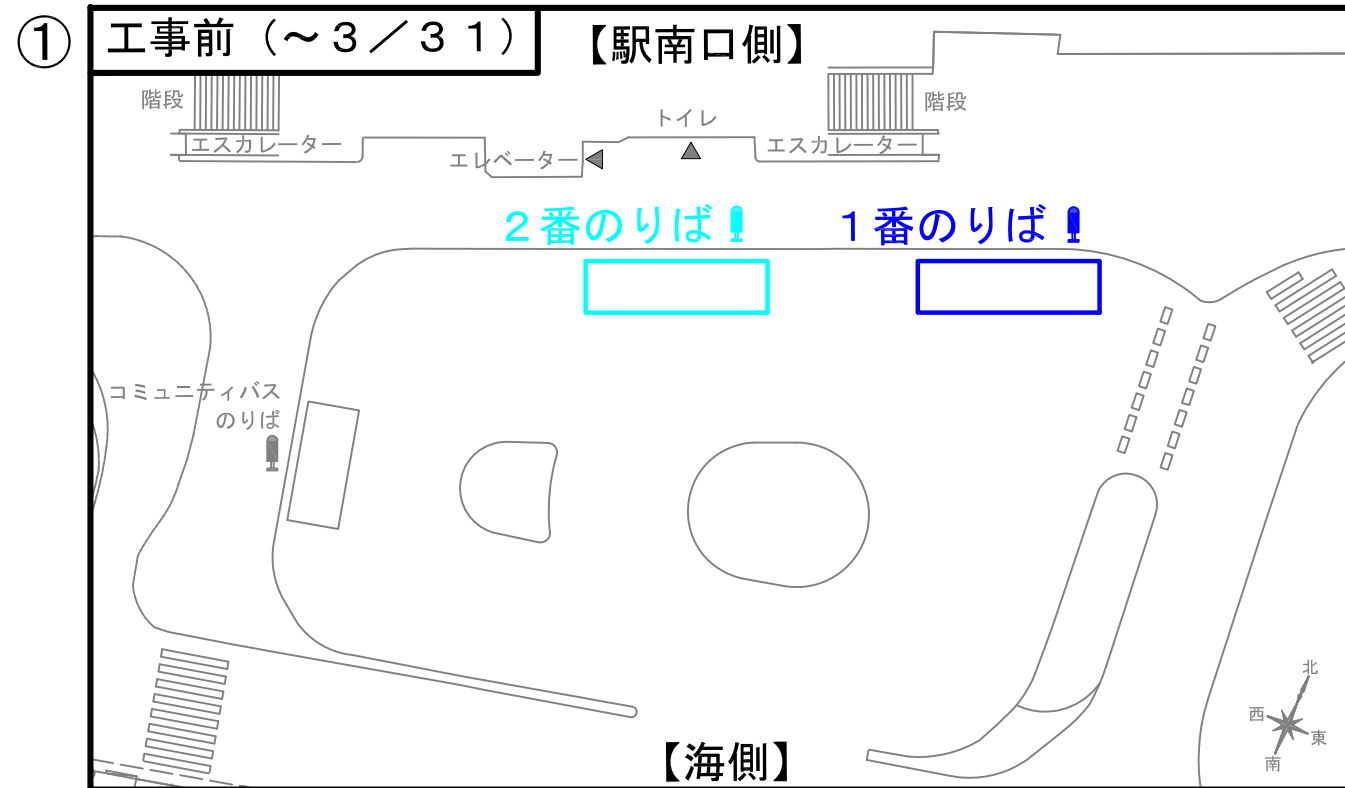 ①
工事前（～３／３１）
【駅南口側】
階段
階段
トイレ
エスカレーター
エレベーター
エスカレーター
２番のりば
１番のりば
コミュニティバス
のりば
北
西
東
南
【海側】